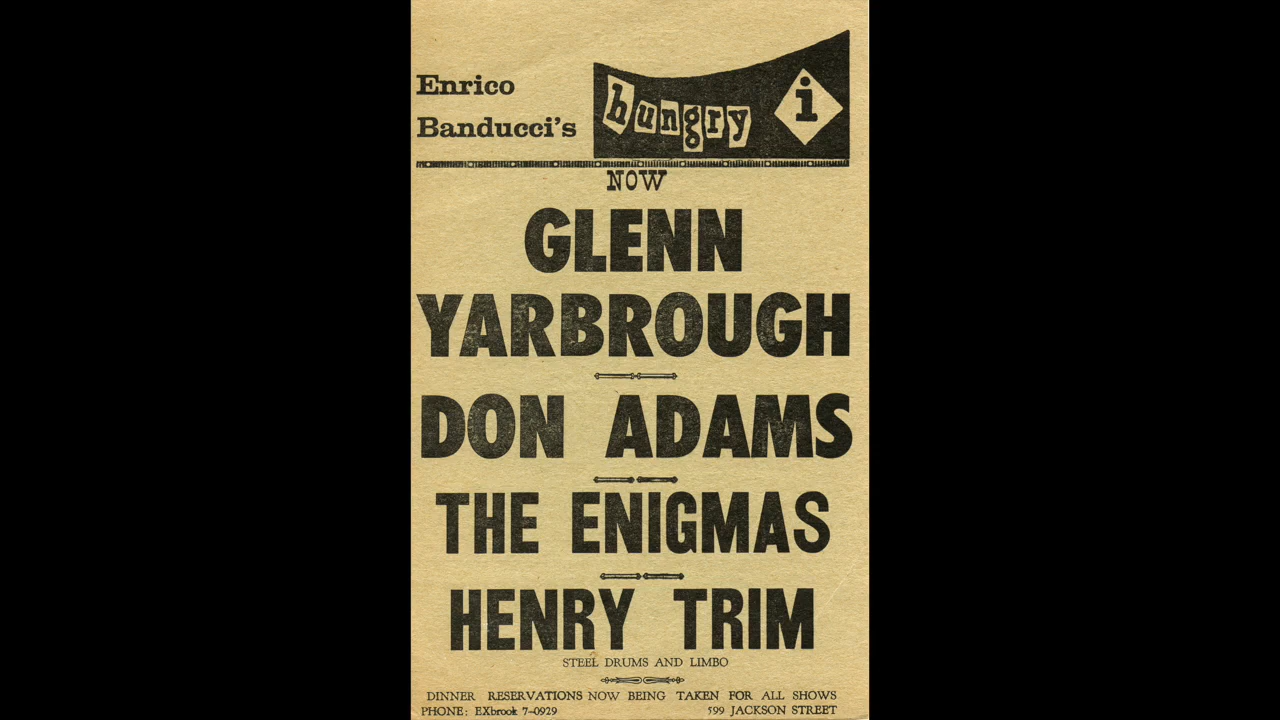 Enrico
Banducci's
hungry i
NOW
GLENN
YARBROUGH
DON ADAMS
THE ENIGMAS
HENRY TRIM
STEEL DRUMS AND LIMBO
DINNER RESERVATIONS NOW BEING TAKEN FOR ALL SHOWS
PHONE: EXbrook 7-0929 599 JACKSON STREET